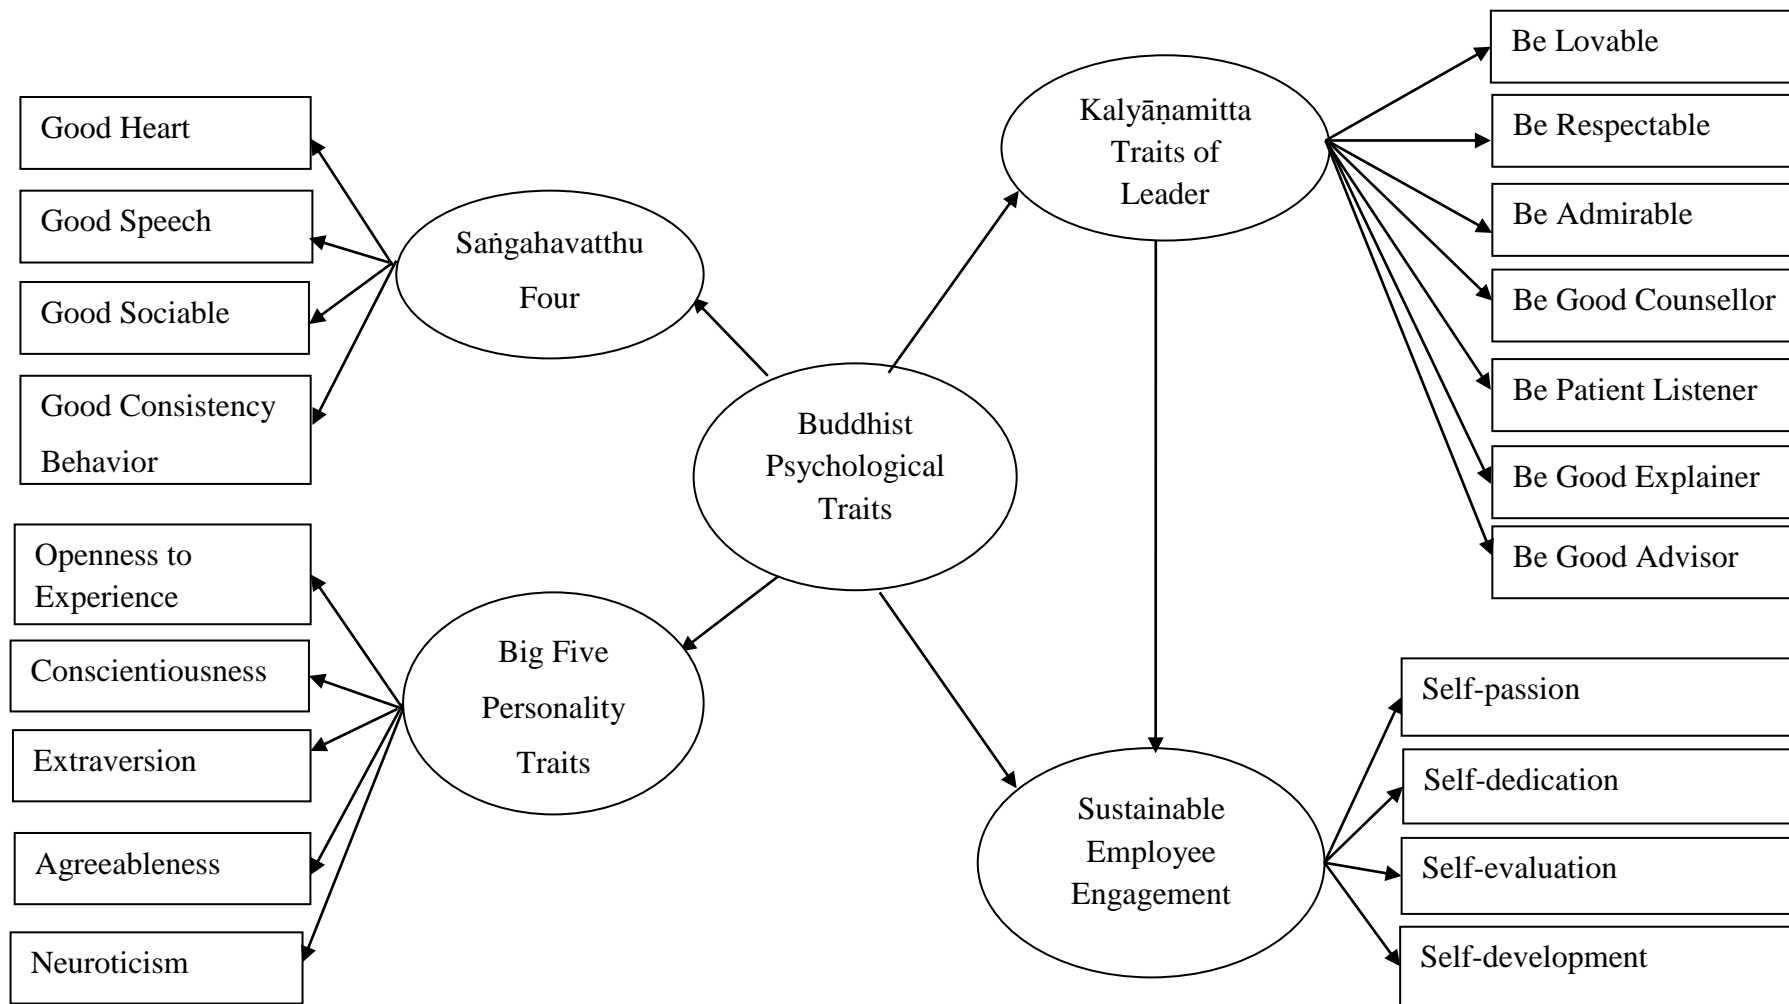 Good Heart
Good Speech
Good Sociable
Good Consistency
Behavior
Saṅgahavatthu
Four
Openness to
Experience
Conscientiousness
Extraversion
Agreeableness
Neuroticism
Big Five
Personality
Traits
Buddhist
Psychological
Traits
Kalyāṇamitta
Traits of
Leader
Be Lovable
Be Respectable
Be Admirable
Be Good Counsellor
Be Patient Listener
Be Good Explainer
Be Good Advisor
Sustainable
Employee
Engagement
Self-passion
Self-dedication
Self-evaluation
Self-development